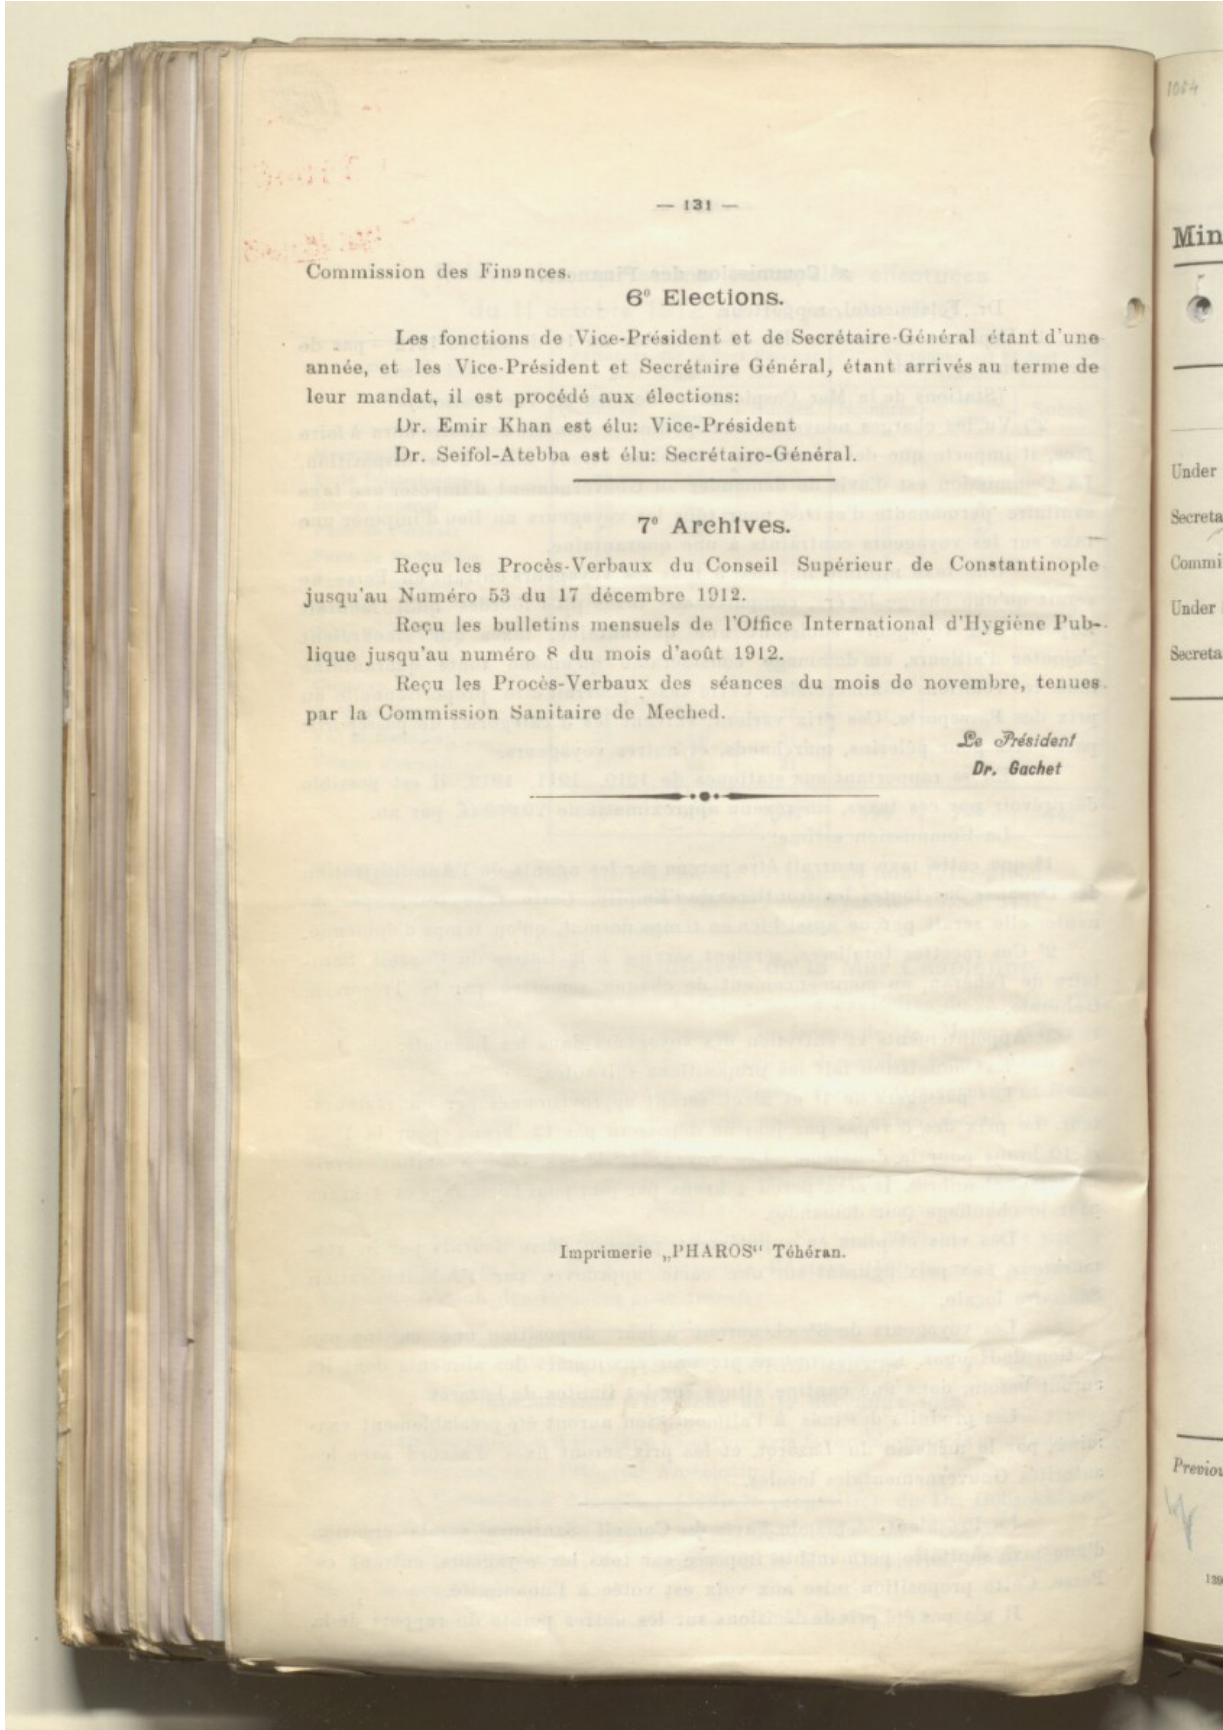 — 131 —
Commission des Finances.
6° Elections.
Les fonctions de Vice-Président et de Secrétaire-Général étant d'une
année, et les Vice-Président et Secrétaire Général, étant arrivés au terme de
leur mandat, il est procédé aux élections:
Dr. Emir Khan est élu: Vice-Président
Dr. Seifol-Atebba est élu: Secrétaire-Général.
7° Archives.
Reçu les Procès-Verbaux du Conseil Supérieur de Constantinople
jusqu'au Numéro 53 du 17 décembre 1912.
Reçu les bulletins mensuels de l'Office International d'Hygiène Pub-
lique jusqu'au numéro 8 du mois d'août 1912.
Reçu les Procès-Verbaux des séances du mois de novembre, tenues
par la Commission Sanitaire de Meched.
Le Président
Dr. Gachet
Imprimerie „PHAROS“ Téhéran.
1064
Min
Under
Secreta
Commi
Under
Secreta
Previou
139